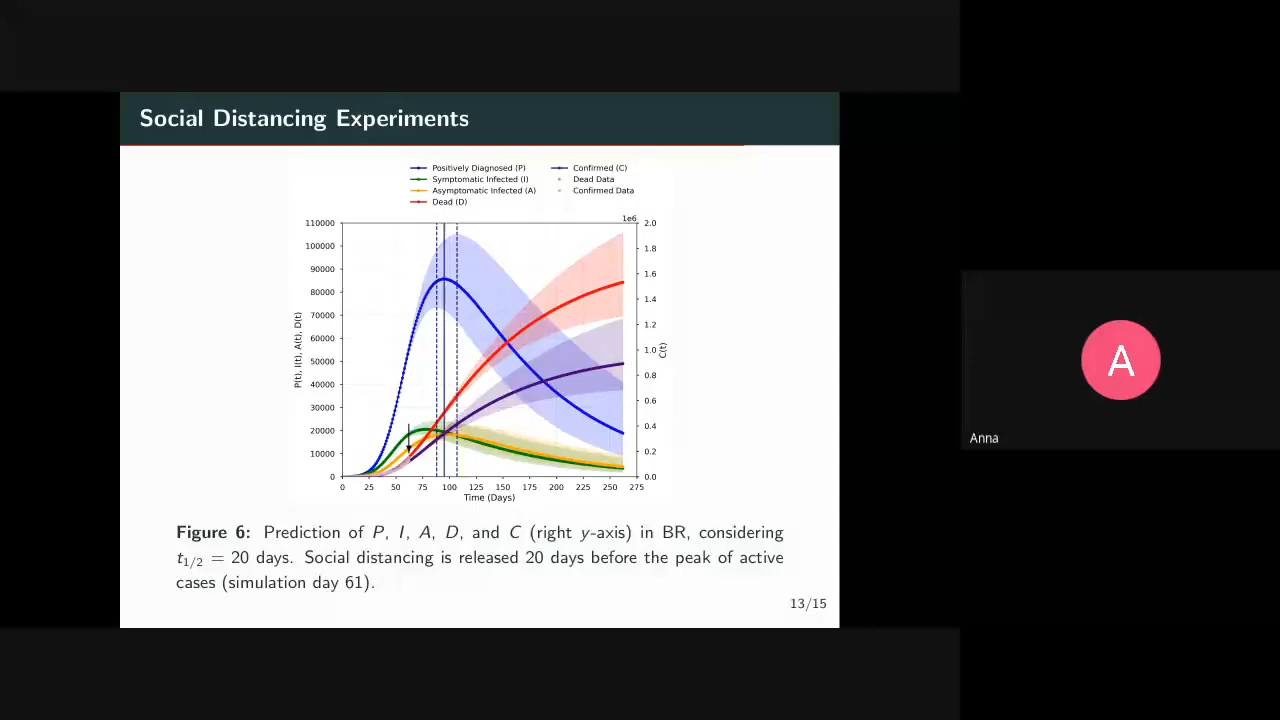 Social Distancing Experiments
Positively Diagnosed (P)
Symptomatic Infected (I)
Asymptomatic Infected (A)
Dead (D)
Confirmed (C)
Dead Data
Confirmed Data
1e6
110000
100000
90000
80000
70000
60000
50000
40000
30000
20000
10000
0
P(t), I(t), A(t), D(t)
2.0
1.8
1.6
1.4
1.2
1.0
0.8
0.6
0.4
0.2
0.0
C(t)
0 25 50 75 100 125 150 175 200 225 250 275
Time (Days)
Figure 6: Prediction of P, I, A, D, and C (right y-axis) in BR, considering
t1/2 = 20 days. Social distancing is released 20 days before the peak of active
cases (simulation day 61).
13/15
A
Anna